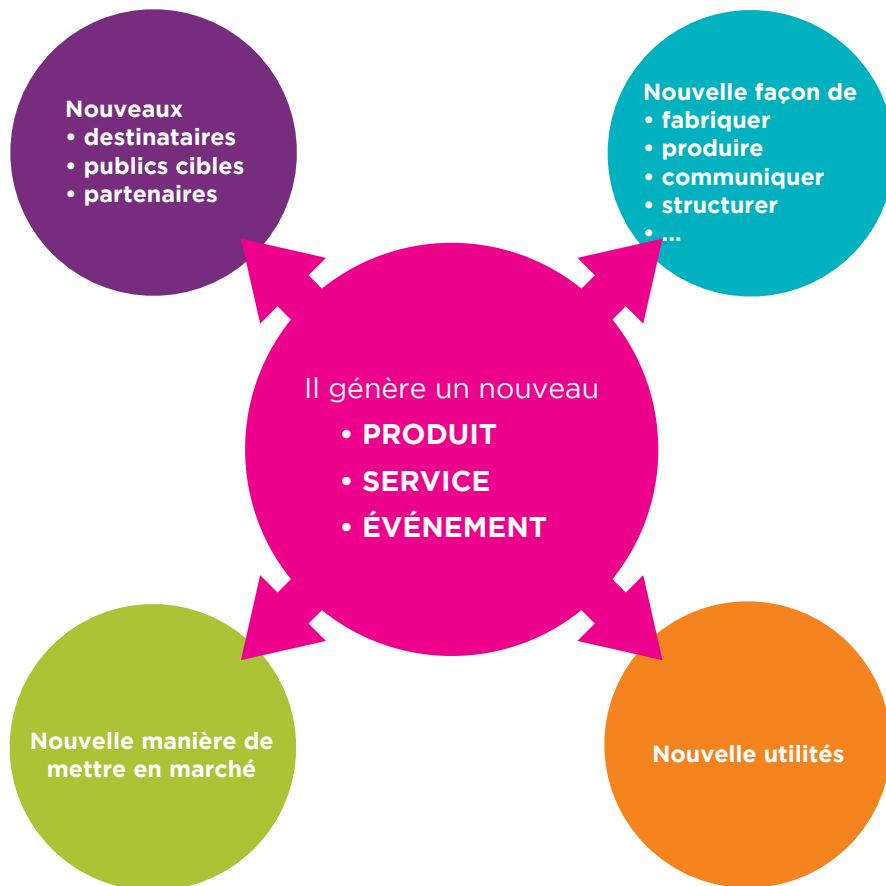 Nouveaux
• destinataires
• publics cibles
• partenaires
Nouvelle façon de
• fabriquer
• produire
• communiquer
• structurer
• ...
Il génère un nouveau
• PRODUIT
• SERVICE
• ÉVÉNEMENT
Nouvelle manière de
mettre en marché
Nouvelle utilités